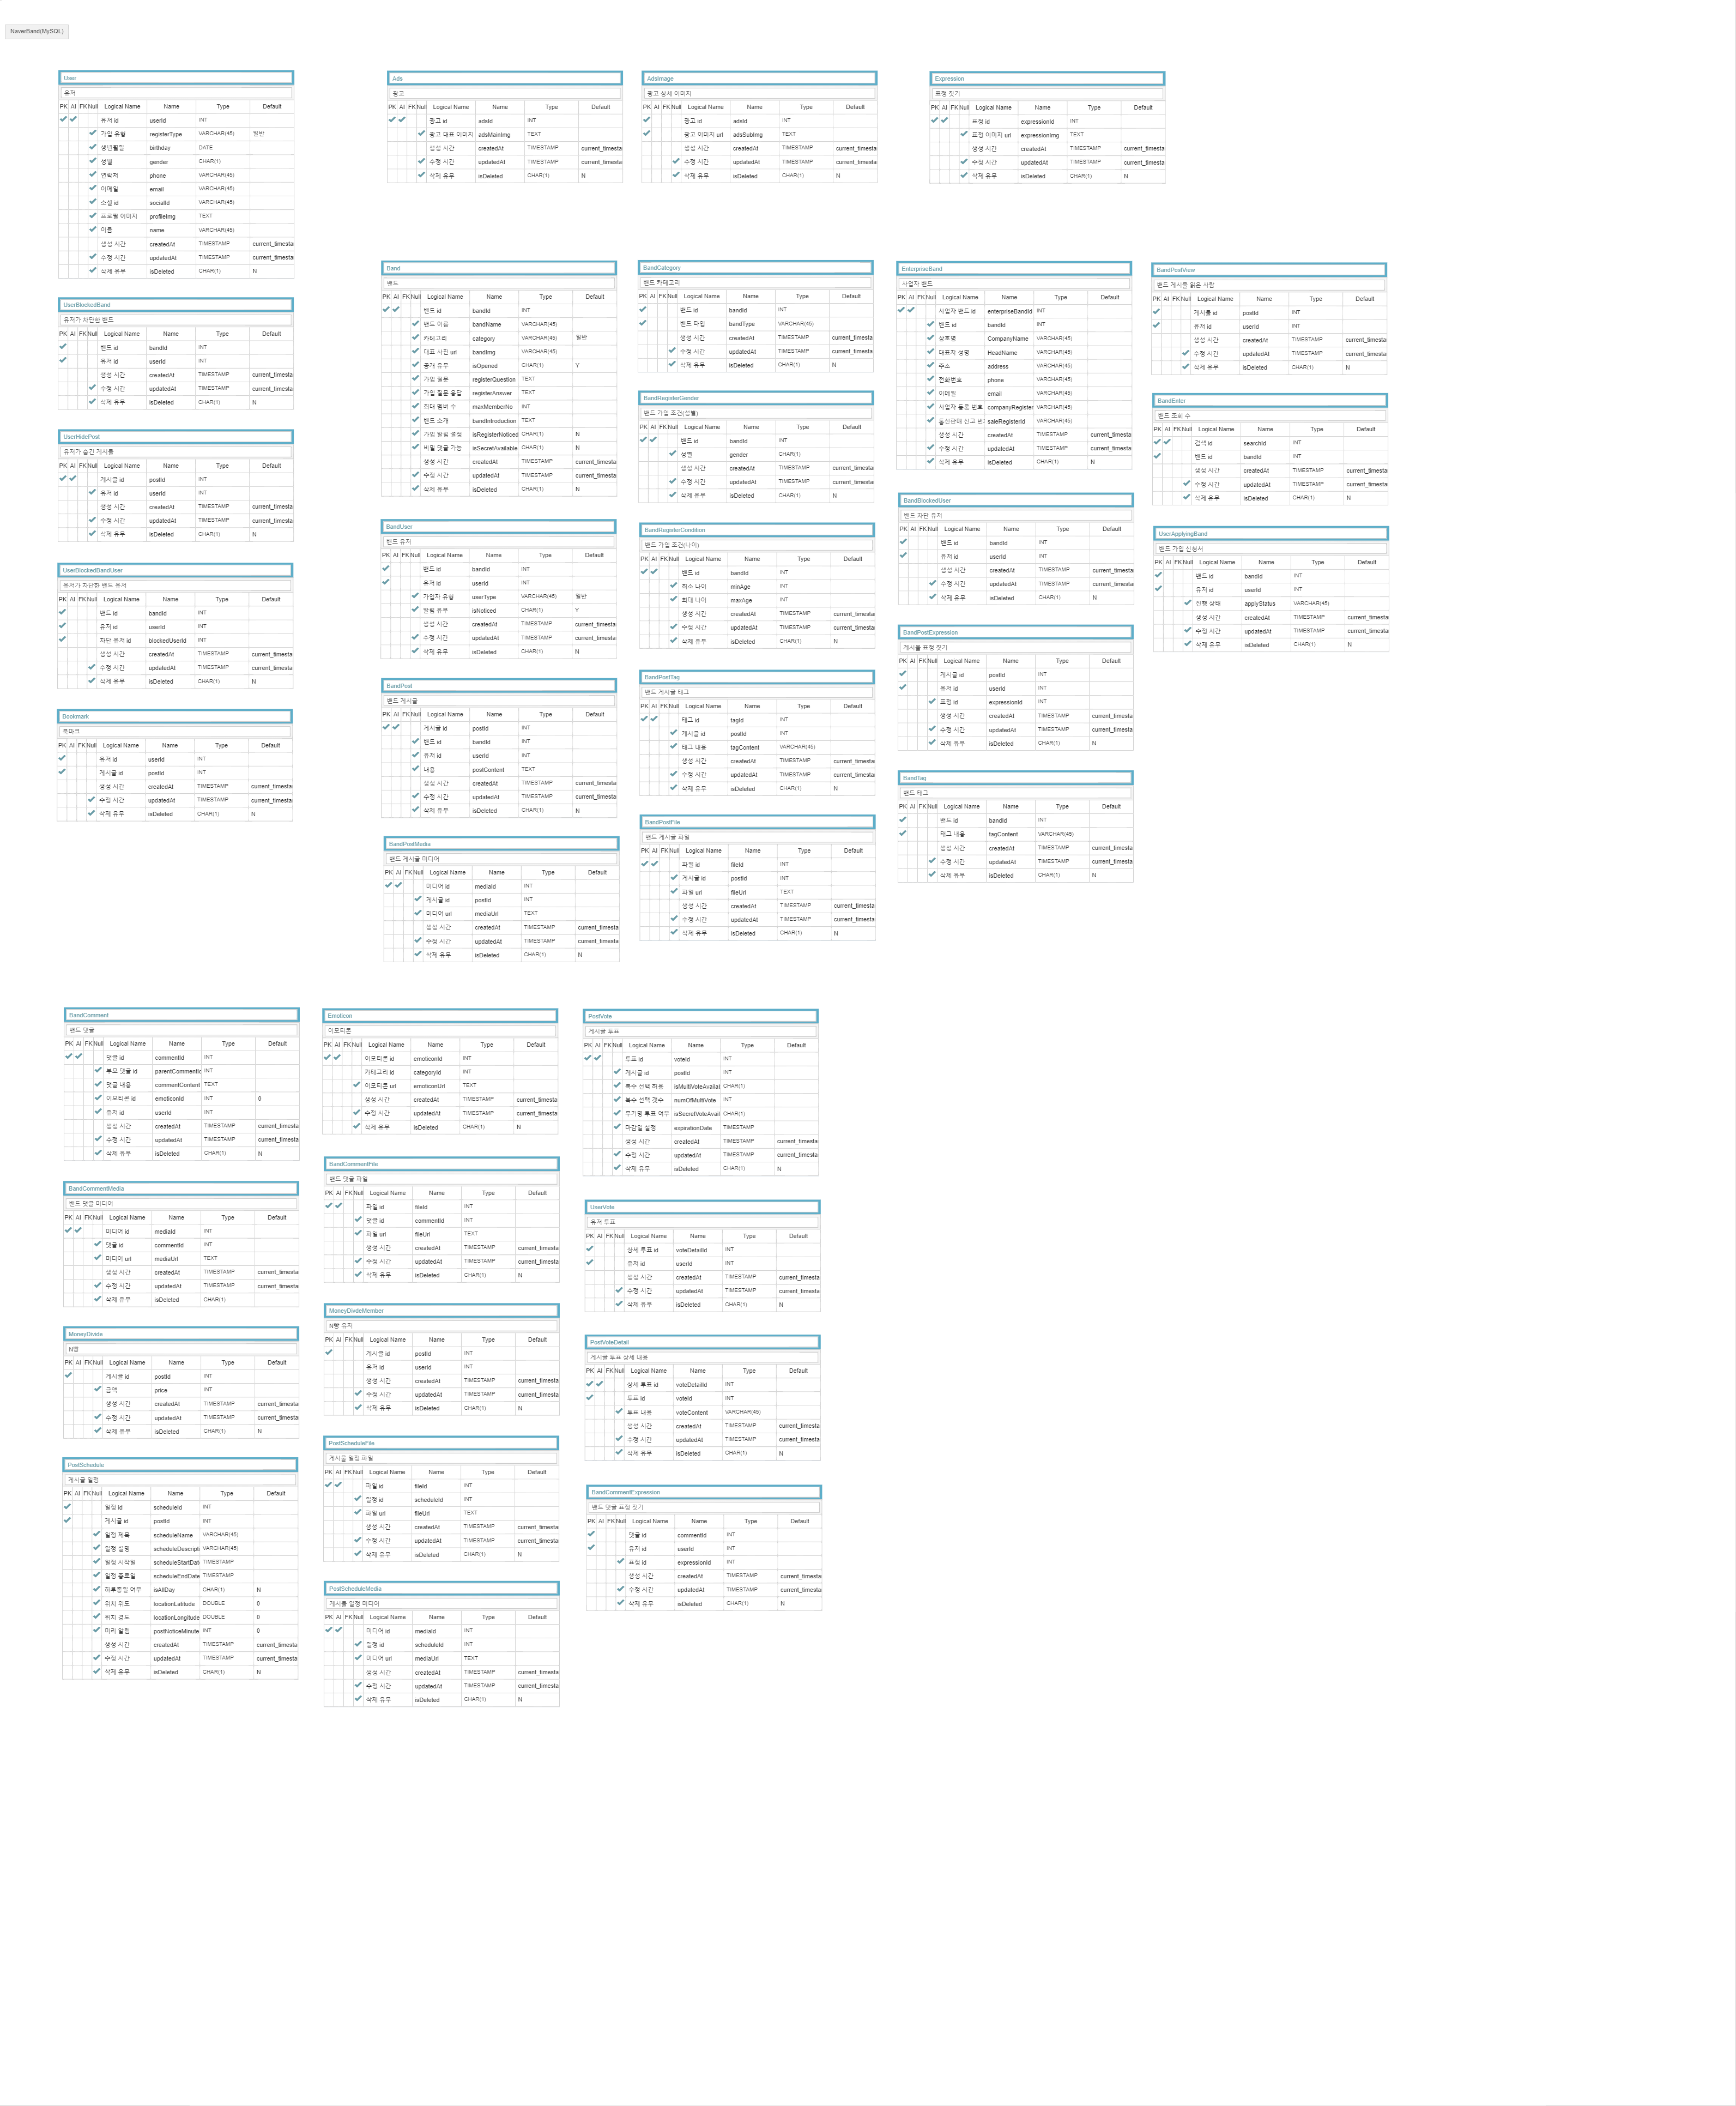 NaverBand(MySQL)
User
유저
PK AI FK Null Logical Name Name Type Default
유저 id userId INT
가입 유형 registerType VARCHAR(45) 일반
생년월일 birthday DATE
성별 gender CHAR(1)
연락처 phone VARCHAR(45)
이메일 email VARCHAR(45)
소셜 id socialId VARCHAR(45)
프로필 이미지 profileImg TEXT
이름 name VARCHAR(45)
생성 시간 createdAt TIMESTAMP current_timesta
수정 시간 updatedAt TIMESTAMP current_timesta
삭제 유무 isDeleted CHAR(1) N
Ads
광고
PK AI FK Null Logical Name Name Type Default
광고 id adsId INT
광고 대표 이미지 adsMainImg TEXT
생성 시간 createdAt TIMESTAMP current_timesta
수정 시간 updatedAt TIMESTAMP current_timesta
삭제 유무 isDeleted CHAR(1) N
AdsImage
광고 상세 이미지
PK AI FK Null Logical Name Name Type Default
광고 id adsId INT
광고 이미지 url adsSubImg TEXT
생성 시간 createdAt TIMESTAMP current_timesta
수정 시간 updatedAt TIMESTAMP current_timesta
삭제 유무 isDeleted CHAR(1) N
Expression
표정 짓기
PK AI FK Null Logical Name Name Type Default
표정 id expressionId INT
표정 이미지 url expressionImg TEXT
생성 시간 createdAt TIMESTAMP current_timesta
수정 시간 updatedAt TIMESTAMP current_timesta
삭제 유무 isDeleted CHAR(1) N
UserBlockedBand
유저가 차단한 밴드
PK AI FK Null Logical Name Name Type Default
밴드 id bandId INT
유저 id userId INT
생성 시간 createdAt TIMESTAMP current_timesta
수정 시간 updatedAt TIMESTAMP current_timesta
삭제 유무 isDeleted CHAR(1) N
UserHidePost
유저가 숨긴 게시물
PK AI FK Null Logical Name Name Type Default
게시글 id postId INT
유저 id userId INT
생성 시간 createdAt TIMESTAMP current_timesta
수정 시간 updatedAt TIMESTAMP current_timesta
삭제 유무 isDeleted CHAR(1) N
UserBlockedBandUser
유저가 차단한 밴드 유저
PK AI FK Null Logical Name Name Type Default
밴드 id bandId INT
유저 id userId INT
차단 유저 id blockedUserId INT
생성 시간 createdAt TIMESTAMP current_timesta
수정 시간 updatedAt TIMESTAMP current_timesta
삭제 유무 isDeleted CHAR(1) N
Bookmark
북마크
PK AI FK Null Logical Name Name Type Default
유저 id userId INT
게시글 id postId INT
생성 시간 createdAt TIMESTAMP current_timesta
수정 시간 updatedAt TIMESTAMP current_timesta
삭제 유무 isDeleted CHAR(1) N
Band
밴드
PK AI FK Null Logical Name Name Type Default
밴드 id bandId INT
밴드 이름 bandName VARCHAR(45)
카테고리 category VARCHAR(45) 일반
대표 사진 url bandImg VARCHAR(45)
공개 유무 isOpened CHAR(1) Y
가입 질문 registerQuestion TEXT
가입 질문 응답 registerAnswer TEXT
최대 멤버 수 maxMemberNo INT
밴드 소개 bandIntroduction TEXT
가입 알림 설정 isRegisterNoticed CHAR(1) N
비밀 댓글 가능 isSecretAvailable CHAR(1) N
생성 시간 createdAt TIMESTAMP current_timesta
수정 시간 updatedAt TIMESTAMP current_timesta
삭제 유무 isDeleted CHAR(1) N
BandUser
밴드 유저
PK AI FK Null Logical Name Name Type Default
밴드 id bandId INT
유저 id userId INT
가입자 유형 userType VARCHAR(45) 일반
알림 유무 isNoticed CHAR(1) Y
생성 시간 createdAt TIMESTAMP current_timesta
수정 시간 updatedAt TIMESTAMP current_timesta
삭제 유무 isDeleted CHAR(1) N
BandPost
밴드 게시글
PK AI FK Null Logical Name Name Type Default
게시글 id postId INT
밴드 id bandId INT
유저 id userId INT
내용 postContent TEXT
생성 시간 createdAt TIMESTAMP current_timesta
수정 시간 updatedAt TIMESTAMP current_timesta
삭제 유무 isDeleted CHAR(1) N
BandPostMedia
밴드 게시글 미디어
PK AI FK Null Logical Name Name Type Default
미디어 id mediaId INT
게시글 id postId INT
미디어 url mediaUrl TEXT
생성 시간 createdAt TIMESTAMP current_timesta
수정 시간 updatedAt TIMESTAMP current_timesta
삭제 유무 isDeleted CHAR(1) N
BandCategory
밴드 카테고리
PK AI FK Null Logical Name Name Type Default
밴드 id bandId INT
밴드 타입 bandType VARCHAR(45)
생성 시간 createdAt TIMESTAMP current_timesta
수정 시간 updatedAt TIMESTAMP current_timesta
삭제 유무 isDeleted CHAR(1) N
BandRegisterGender
밴드 가입 조건(성별)
PK AI FK Null Logical Name Name Type Default
밴드 id bandId INT
성별 gender CHAR(1)
생성 시간 createdAt TIMESTAMP current_timesta
수정 시간 updatedAt TIMESTAMP current_timesta
삭제 유무 isDeleted CHAR(1) N
BandRegisterCondition
밴드 가입 조건(나이)
PK AI FK Null Logical Name Name Type Default
밴드 id bandId INT
최소 나이 minAge INT
최대 나이 maxAge INT
생성 시간 createdAt TIMESTAMP current_timesta
수정 시간 updatedAt TIMESTAMP current_timesta
삭제 유무 isDeleted CHAR(1) N
BandPostTag
밴드 게시글 태그
PK AI FK Null Logical Name Name Type Default
태그 id tagId INT
게시글 id postId INT
태그 내용 tagContent VARCHAR(45)
생성 시간 createdAt TIMESTAMP current_timesta
수정 시간 updatedAt TIMESTAMP current_timesta
삭제 유무 isDeleted CHAR(1) N
BandPostFile
밴드 게시글 파일
PK AI FK Null Logical Name Name Type Default
파일 id fileId INT
게시글 id postId INT
파일 url fileUrl TEXT
생성 시간 createdAt TIMESTAMP current_timesta
수정 시간 updatedAt TIMESTAMP current_timesta
삭제 유무 isDeleted CHAR(1) N
EnterpriseBand
사업자 밴드
PK AI FK Null Logical Name Name Type Default
사업자 밴드 id enterpriseBandId INT
밴드 id bandId INT
상호명 CompanyName VARCHAR(45)
대표자 성명 HeadName VARCHAR(45)
주소 address VARCHAR(45)
전화번호 phone VARCHAR(45)
이메일 email VARCHAR(45)
사업자 등록 번호 companyRegister VARCHAR(45)
통신판매 신고 번 saleRegisterId VARCHAR(45)
생성 시간 createdAt TIMESTAMP current_timesta
수정 시간 updatedAt TIMESTAMP current_timesta
삭제 유무 isDeleted CHAR(1) N
BandBlockedUser
밴드 차단 유저
PK AI FK Null Logical Name Name Type Default
밴드 id bandId INT
유저 id userId INT
생성 시간 createdAt TIMESTAMP current_timesta
수정 시간 updatedAt TIMESTAMP current_timesta
삭제 유무 isDeleted CHAR(1) N
BandPostExpression
게시물 표정 짓기
PK AI FK Null Logical Name Name Type Default
게시글 id postId INT
유저 id userId INT
표정 id expressionId INT
생성 시간 createdAt TIMESTAMP current_timesta
수정 시간 updatedAt TIMESTAMP current_timesta
삭제 유무 isDeleted CHAR(1) N
BandTag
밴드 태그
PK AI FK Null Logical Name Name Type Default
밴드 id bandId INT
태그 내용 tagContent VARCHAR(45)
생성 시간 createdAt TIMESTAMP current_timesta
수정 시간 updatedAt TIMESTAMP current_timesta
삭제 유무 isDeleted CHAR(1) N
BandPostView
밴드 게시물 읽은 사람
PK AI FK Null Logical Name Name Type Default
게시물 id postId INT
유저 id userId INT
생성 시간 createdAt TIMESTAMP current_timesta
수정 시간 updatedAt TIMESTAMP current_timesta
삭제 유무 isDeleted CHAR(1) N
BandEnter
밴드 조회 수
PK AI FK Null Logical Name Name Type Default
검색 id searchId INT
밴드 id bandId INT
생성 시간 createdAt TIMESTAMP current_timesta
수정 시간 updatedAt TIMESTAMP current_timesta
삭제 유무 isDeleted CHAR(1) N
UserApplyingBand
밴드 가입 신청서
PK AI FK Null Logical Name Name Type Default
밴드 id bandId INT
유저 id userId INT
진행 상태 applyStatus VARCHAR(45)
생성 시간 createdAt TIMESTAMP current_timesta
수정 시간 updatedAt TIMESTAMP current_timesta
삭제 유무 isDeleted CHAR(1) N
BandComment
밴드 댓글
PK AI FK Null Logical Name Name Type Default
댓글 id commentId INT
부모 댓글 id parentCommentId INT
댓글 내용 commentContent TEXT
이모티콘 id emoticonId INT 0
유저 id userId INT
생성 시간 createdAt TIMESTAMP current_timesta
수정 시간 updatedAt TIMESTAMP current_timesta
삭제 유무 isDeleted CHAR(1) N
BandCommentMedia
밴드 댓글 미디어
PK AI FK Null Logical Name Name Type Default
미디어 id mediaId INT
댓글 id commentId INT
미디어 url mediaUrl TEXT
생성 시간 createdAt TIMESTAMP current_timesta
수정 시간 updatedAt TIMESTAMP current_timesta
삭제 유무 isDeleted CHAR(1)
MoneyDivide
N빵
PK AI FK Null Logical Name Name Type Default
게시글 id postId INT
금액 price INT
생성 시간 createdAt TIMESTAMP current_timesta
수정 시간 updatedAt TIMESTAMP current_timesta
삭제 유무 isDeleted CHAR(1) N
PostSchedule
게시글 일정
PK AI FK Null Logical Name Name Type Default
일정 id scheduleId INT
게시글 id postId INT
일정 제목 scheduleName VARCHAR(45)
일정 설명 scheduleDescripti VARCHAR(45)
일정 시작일 scheduleStartDate TIMESTAMP
일정 종료일 scheduleEndDate TIMESTAMP
하루종일 여부 isAllDay CHAR(1) N
위치 위도 locationLatitude DOUBLE 0
위치 경도 locationLongitude DOUBLE 0
미리 알림 postNoticeMinute INT 0
생성 시간 createdAt TIMESTAMP current_timesta
수정 시간 updatedAt TIMESTAMP current_timesta
삭제 유무 isDeleted CHAR(1) N
Emoticon
이모티콘
PK AI FK Null Logical Name Name Type Default
이모티콘 id emoticonId INT
카테고리 id categoryId INT
이모티콘 url emoticonUrl TEXT
생성 시간 createdAt TIMESTAMP current_timesta
수정 시간 updatedAt TIMESTAMP current_timesta
삭제 유무 isDeleted CHAR(1) N
BandCommentFile
밴드 댓글 파일
PK AI FK Null Logical Name Name Type Default
파일 id fileId INT
댓글 id commentId INT
파일 url fileUrl TEXT
생성 시간 createdAt TIMESTAMP current_timesta
수정 시간 updatedAt TIMESTAMP current_timesta
삭제 유무 isDeleted CHAR(1) N
MoneyDivdeMember
N빵 유저
PK AI FK Null Logical Name Name Type Default
게시글 id postId INT
유저 id userId INT
생성 시간 createdAt TIMESTAMP current_timesta
수정 시간 updatedAt TIMESTAMP current_timesta
삭제 유무 isDeleted CHAR(1) N
PostScheduleFile
게시물 일정 파일
PK AI FK Null Logical Name Name Type Default
파일 id fileId INT
일정 id scheduleId INT
파일 url fileUrl TEXT
생성 시간 createdAt TIMESTAMP current_timesta
수정 시간 updatedAt TIMESTAMP current_timesta
삭제 유무 isDeleted CHAR(1) N
PostScheduleMedia
게시물 일정 미디어
PK AI FK Null Logical Name Name Type Default
미디어 id mediaId INT
일정 id scheduleId INT
미디어 url mediaUrl TEXT
생성 시간 createdAt TIMESTAMP current_timesta
수정 시간 updatedAt TIMESTAMP current_timesta
삭제 유무 isDeleted CHAR(1) N
PostVote
게시글 투표
PK AI FK Null Logical Name Name Type Default
투표 id voteId INT
게시글 id postId INT
복수 선택 허용 isMultiVoteAvailat CHAR(1)
복수 선택 갯수 numOfMultiVote INT
무기명 투표 여부 isSecretVoteAvail CHAR(1)
마감일 설정 expirationDate TIMESTAMP
생성 시간 createdAt TIMESTAMP current_timesta
수정 시간 updatedAt TIMESTAMP current_timesta
삭제 유무 isDeleted CHAR(1) N
UserVote
유저 투표
PK AI FK Null Logical Name Name Type Default
상세 투표 id voteDetailId INT
유저 id userId INT
생성 시간 createdAt TIMESTAMP current_timesta
수정 시간 updatedAt TIMESTAMP current_timesta
삭제 유무 isDeleted CHAR(1) N
PostVoteDetail
게시글 투표 상세 내용
PK AI FK Null Logical Name Name Type Default
상세 투표 id voteDetailId INT
투표 id voteId INT
투표 내용 voteContent VARCHAR(45)
생성 시간 createdAt TIMESTAMP current_timesta
수정 시간 updatedAt TIMESTAMP current_timesta
삭제 유무 isDeleted CHAR(1) N
BandCommentExpression
밴드 댓글 표정 짓기
PK AI FK Null Logical Name Name Type Default
댓글 id commentId INT
유저 id userId INT
표정 id expressionId INT
생성 시간 createdAt TIMESTAMP current_timesta
수정 시간 updatedAt TIMESTAMP current_timesta
삭제 유무 isDeleted CHAR(1) N